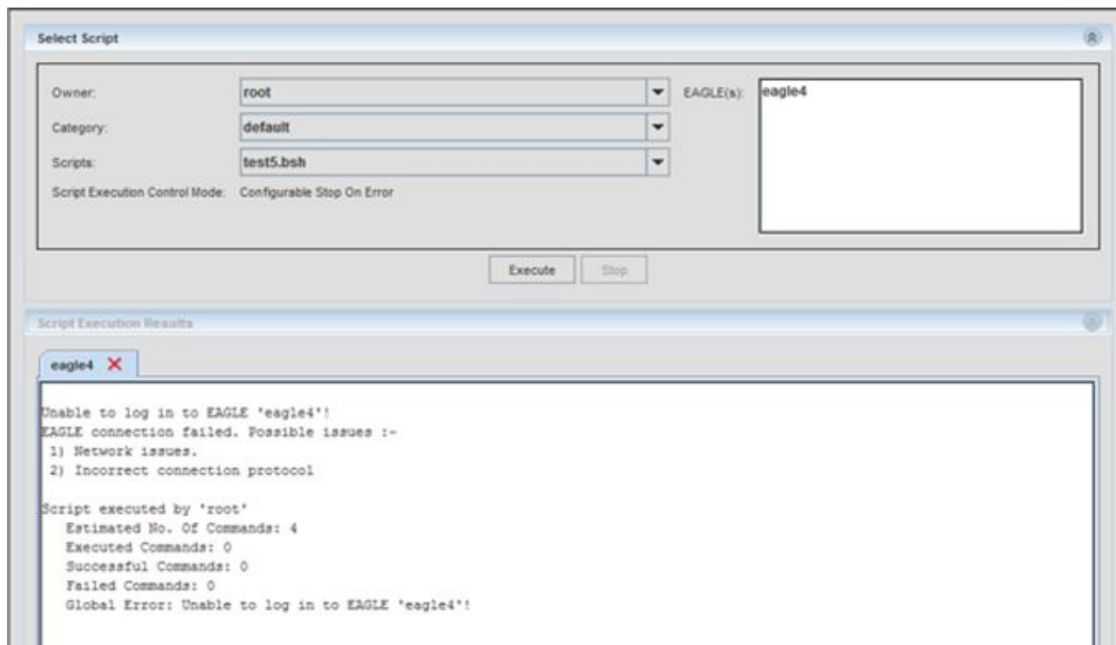 Select Script
Owner: root EAGLE(s): eagle4
Category: default
Scripts: test5.bsh
Script Execution Control Mode: Configurable Stop On Error
Execute Stop
Script Execution Results
eagle4
Unable to log in to EAGLE 'eagle4'!
EAGLE connection failed. Possible issues :-
1) Network issues.
2) Incorrect connection protocol
Script executed by 'root'
Estimated No. Of Commands: 4
Executed Commands: 0
Successful Commands: 0
Failed Commands: 0
Global Error: Unable to log in to EAGLE 'eagle4'!